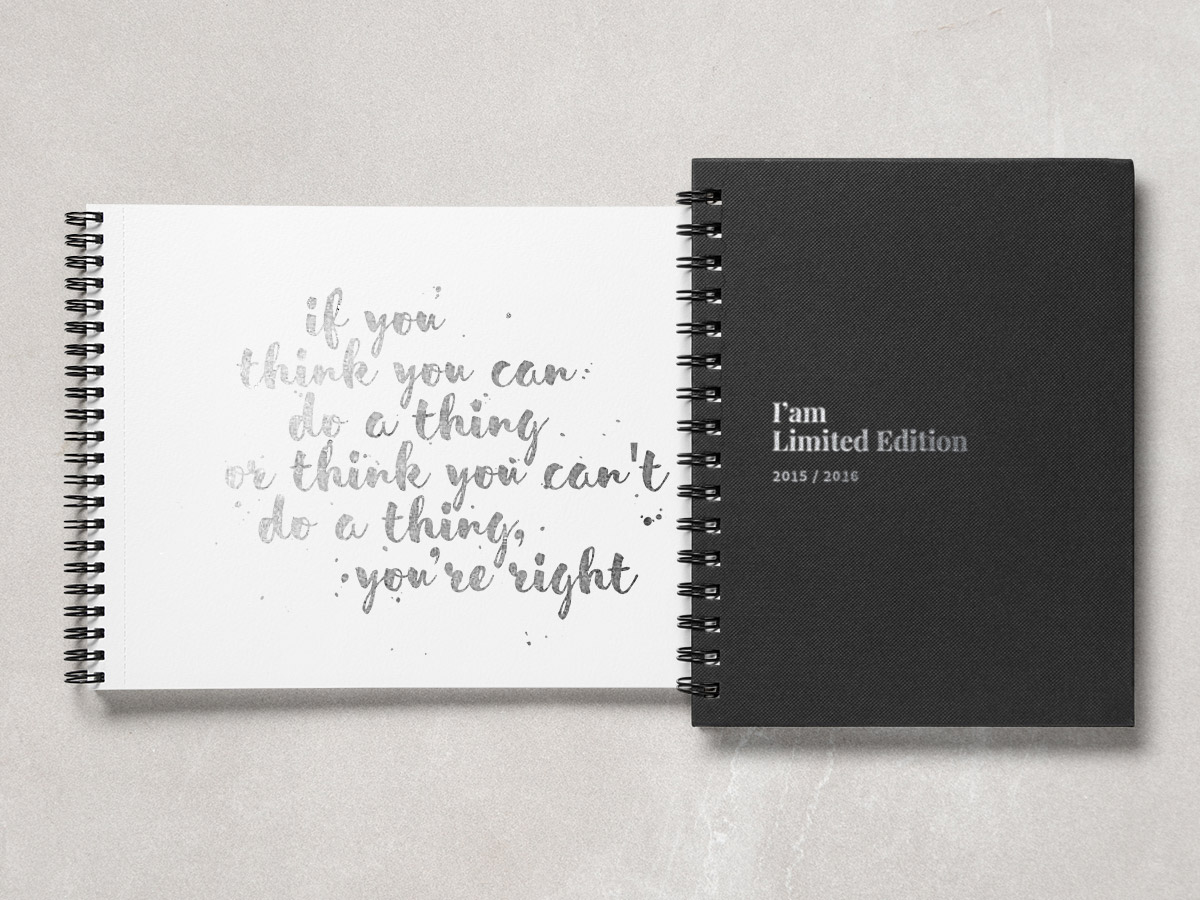 if you
think you can
do a thing
or think you can't
do a thing,
you're right
I'am
Limited Edition
2015 / 2016